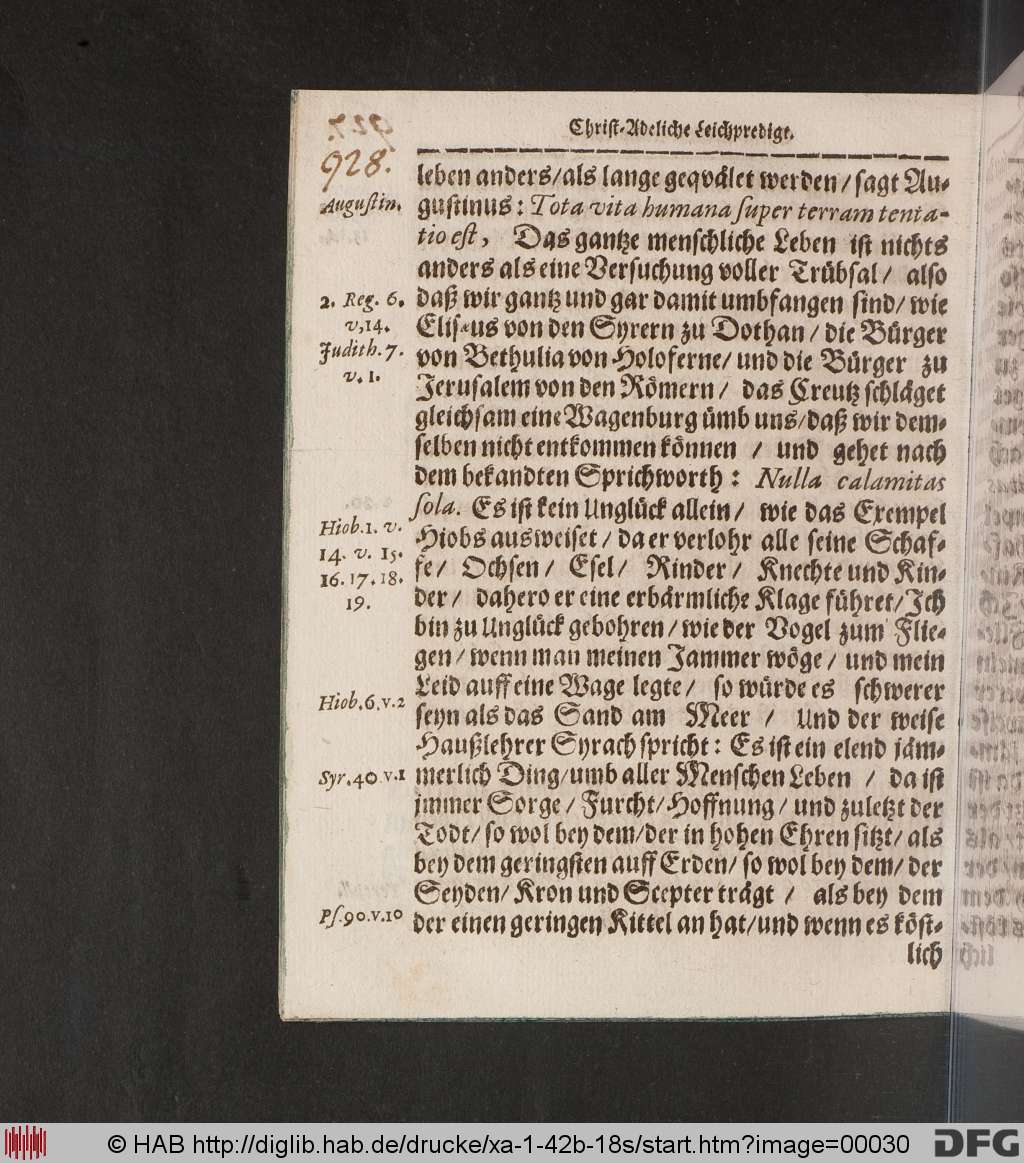 928.
Christ-Adeliche Leichpredigt.
leben anders/als lange geqvälet werden/ sagt Au-
Augustin.
gustinus: Tota vita humana super terram tenta-
tio est, Das gantze menschliche Leben ist nichts
anders als eine Versuchung voller Trübsal/ also
2. Reg. 6.
v, 14.
daß wir gantz und gar damit umbfangen sind/ wie
Elisæus von den Syrern zu Dothan/ die Bürger
Judith. 7.
v. 1.
von Bethulia von Holoferne/ und die Bürger zu
Jerusalem von den Römern/ das Creutz schläget
gleichsam eine Wagenburg ümb uns/daß wir dem-
selben nicht entkommen können / und gehet nach
dem bekandten Sprichworth: Nulla calamitas
sola. Es ist kein Unglück allein/ wie das Exempel
Hiob. 1. v.
14. v. 15.
16. 17. 18.
19.
Hiobs ausweiset/ da er verlohr alle seine Schaf-
fe/ Ochsen/ Esel/ Rinder/ Knechte und Kin-
der/ dahero er eine erbärmliche Klage führet/Ich
bin zu Unglück gebohren/ wie der Vogel zum Flie-
gen/ wenn man meinen Jammer wöge/ und mein
Hiob. 6. v. 2
Leid auff eine Wage legte/ so würde es schwerer
seyn als das Sand am Meer / Und der weise
Haußlehrer Syrach spricht: Es ist ein elend jäm-
Syr. 40 v. 1
merlich Ding/umb aller Menschen Leben / da ist
jmmer Sorge/ Furcht/ Hoffnung/ und zuletzt der
Todt/ so wol bey dem/der in hohen Ehren sitzt/ als
bey dem geringsten auff Erden/ so wol bey dem/ der
Seyden/ Kron und Scepter trägt / als bey dem
Ps. 90. v. 10
der einen geringen Kittel an hat/und wenn es köst-
lich
© HAB http://diglib.hab.de/drucke/xa-1-42b-18s/start.htm?image=00030
DFG